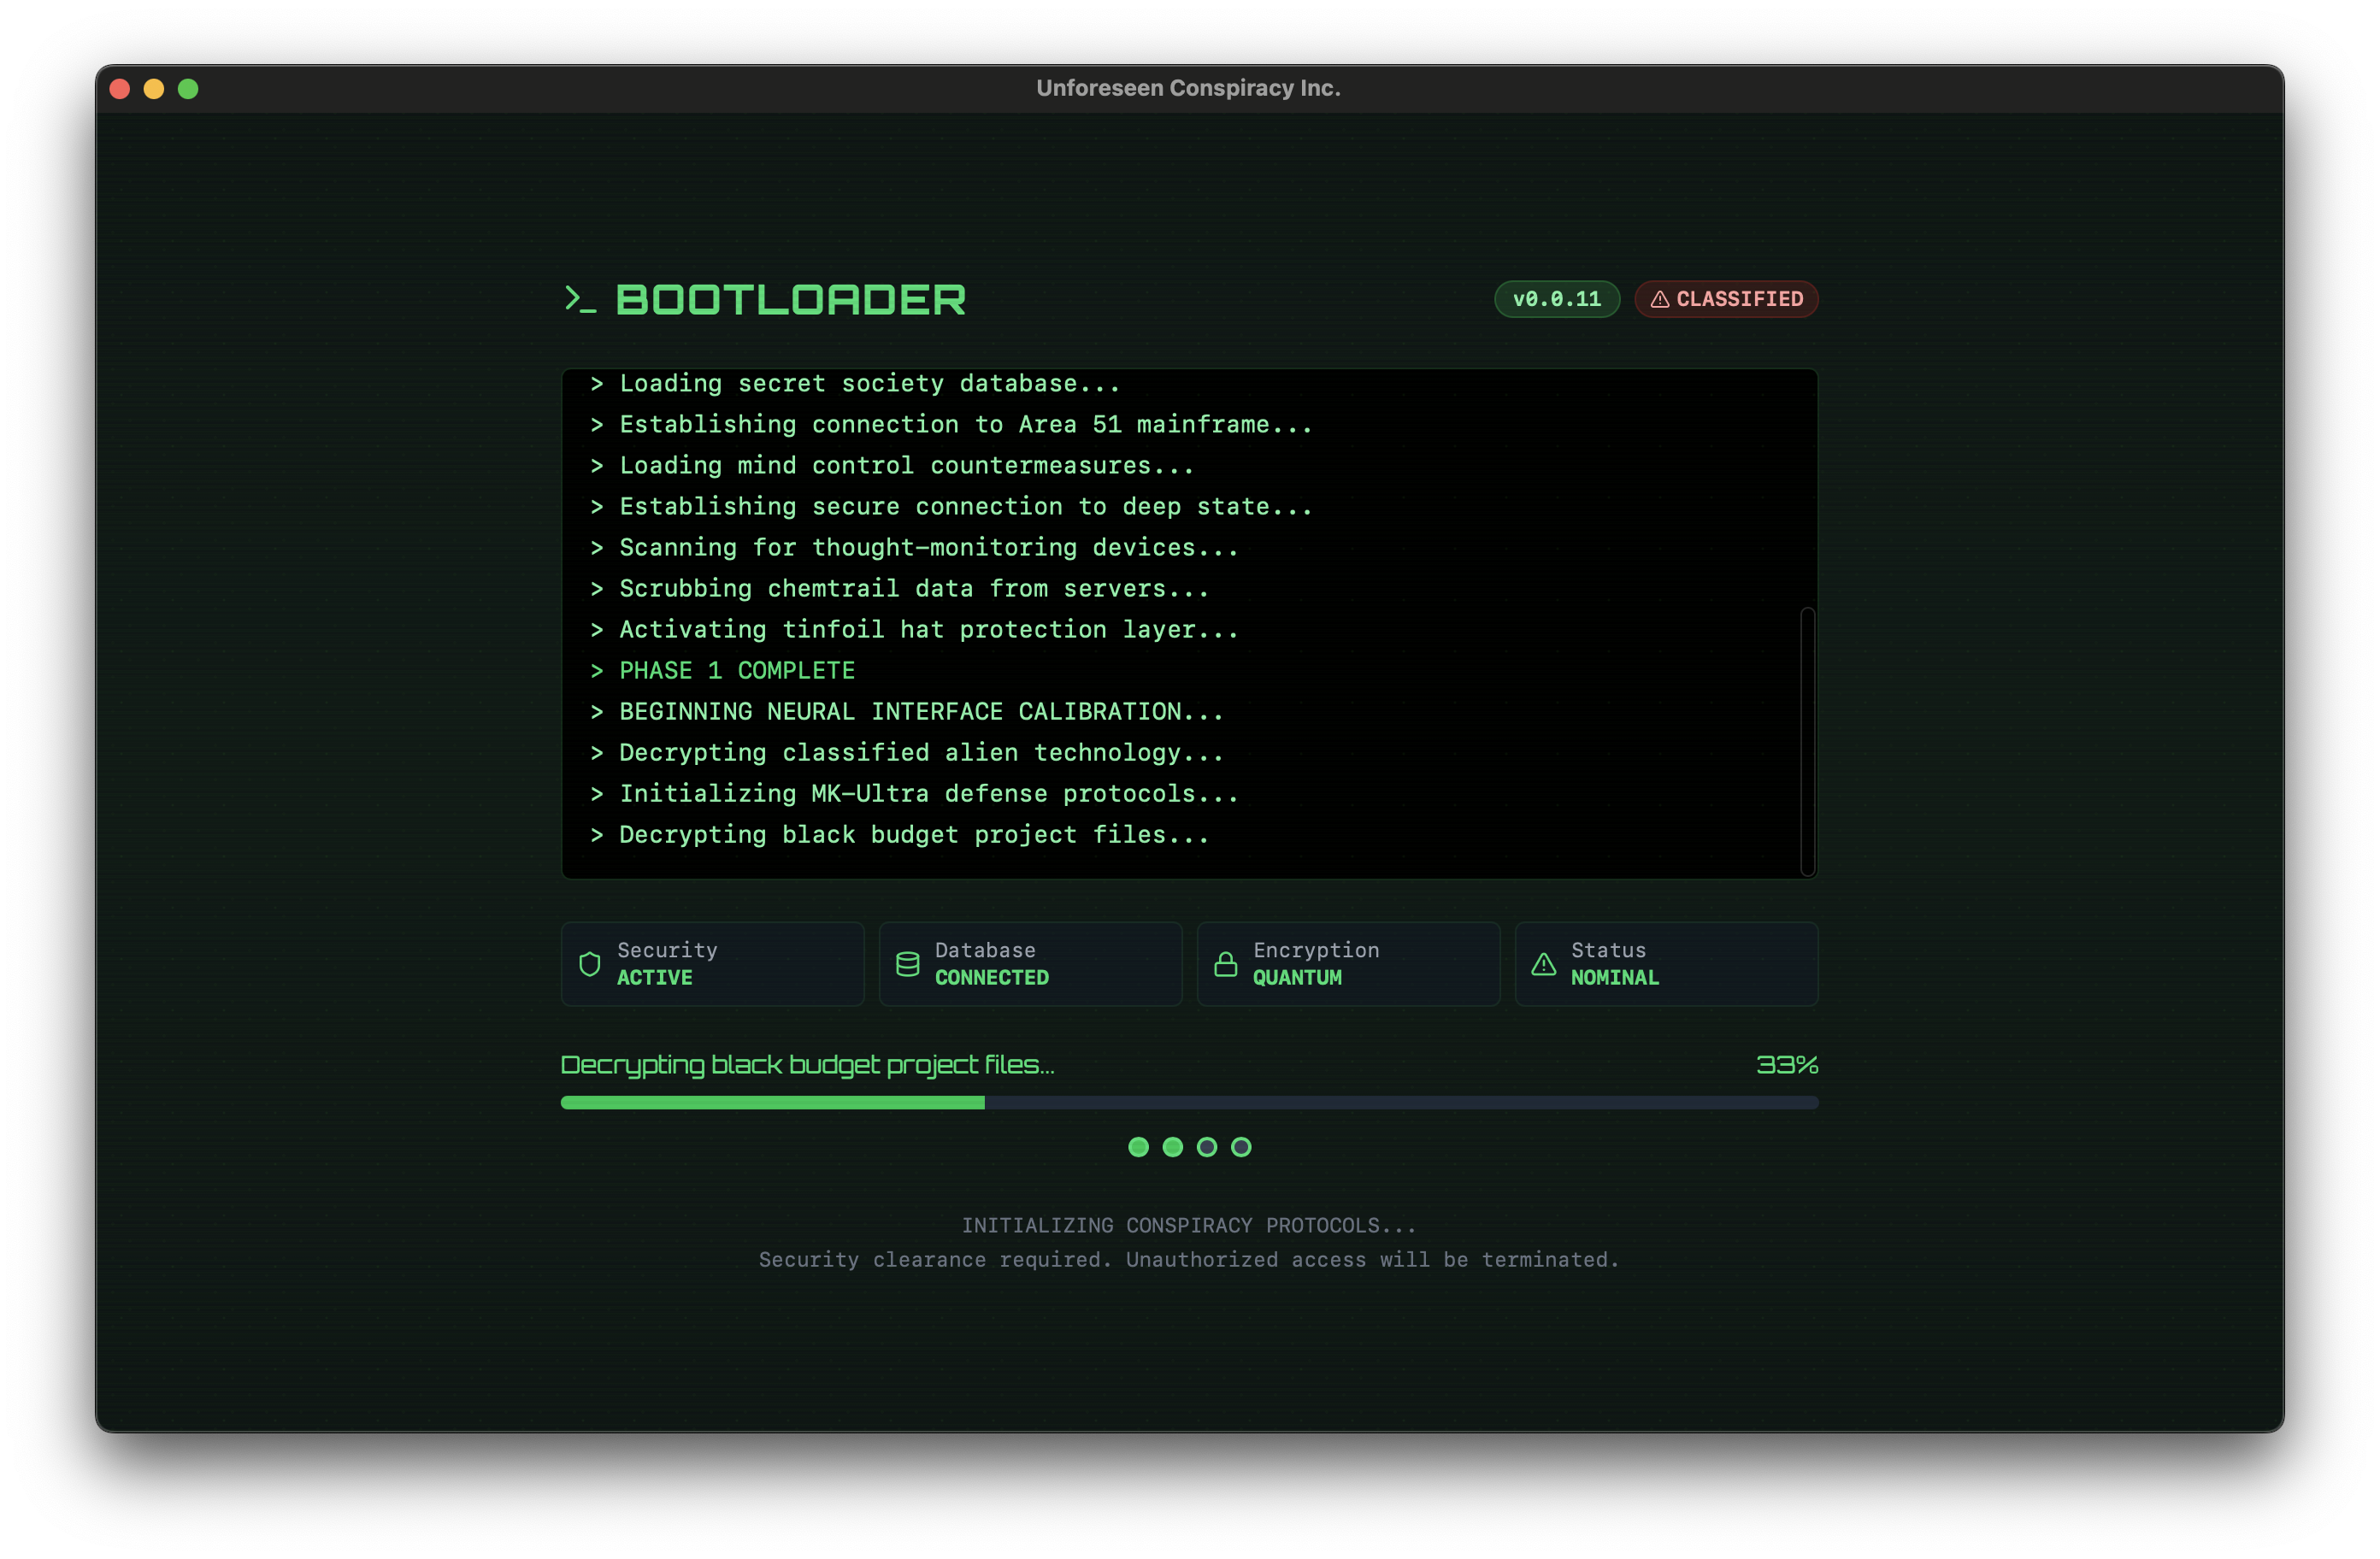 Unforeseen Conspiracy Inc.
>_ BOOTLOADER
v0.0.11
CLASSIFIED
> Loading secret society database...
> Establishing connection to Area 51 mainframe...
> Loading mind control countermeasures...
> Establishing secure connection to deep state...
> Scanning for thought-monitoring devices...
> Scrubbing chemtrail data from servers...
> Activating tinfoil hat protection layer...
> PHASE 1 COMPLETE
> BEGINNING NEURAL INTERFACE CALIBRATION...
> Decrypting classified alien technology...
> Initializing MK-Ultra defense protocols...
> Decrypting black budget project files...
Security
ACTIVE
Database
CONNECTED
Encryption
QUANTUM
Status
NOMINAL
Decrypting black budget project files...
33%
INITIALIZING CONSPIRACY PROTOCOLS...
Security clearance required. Unauthorized access will be terminated.